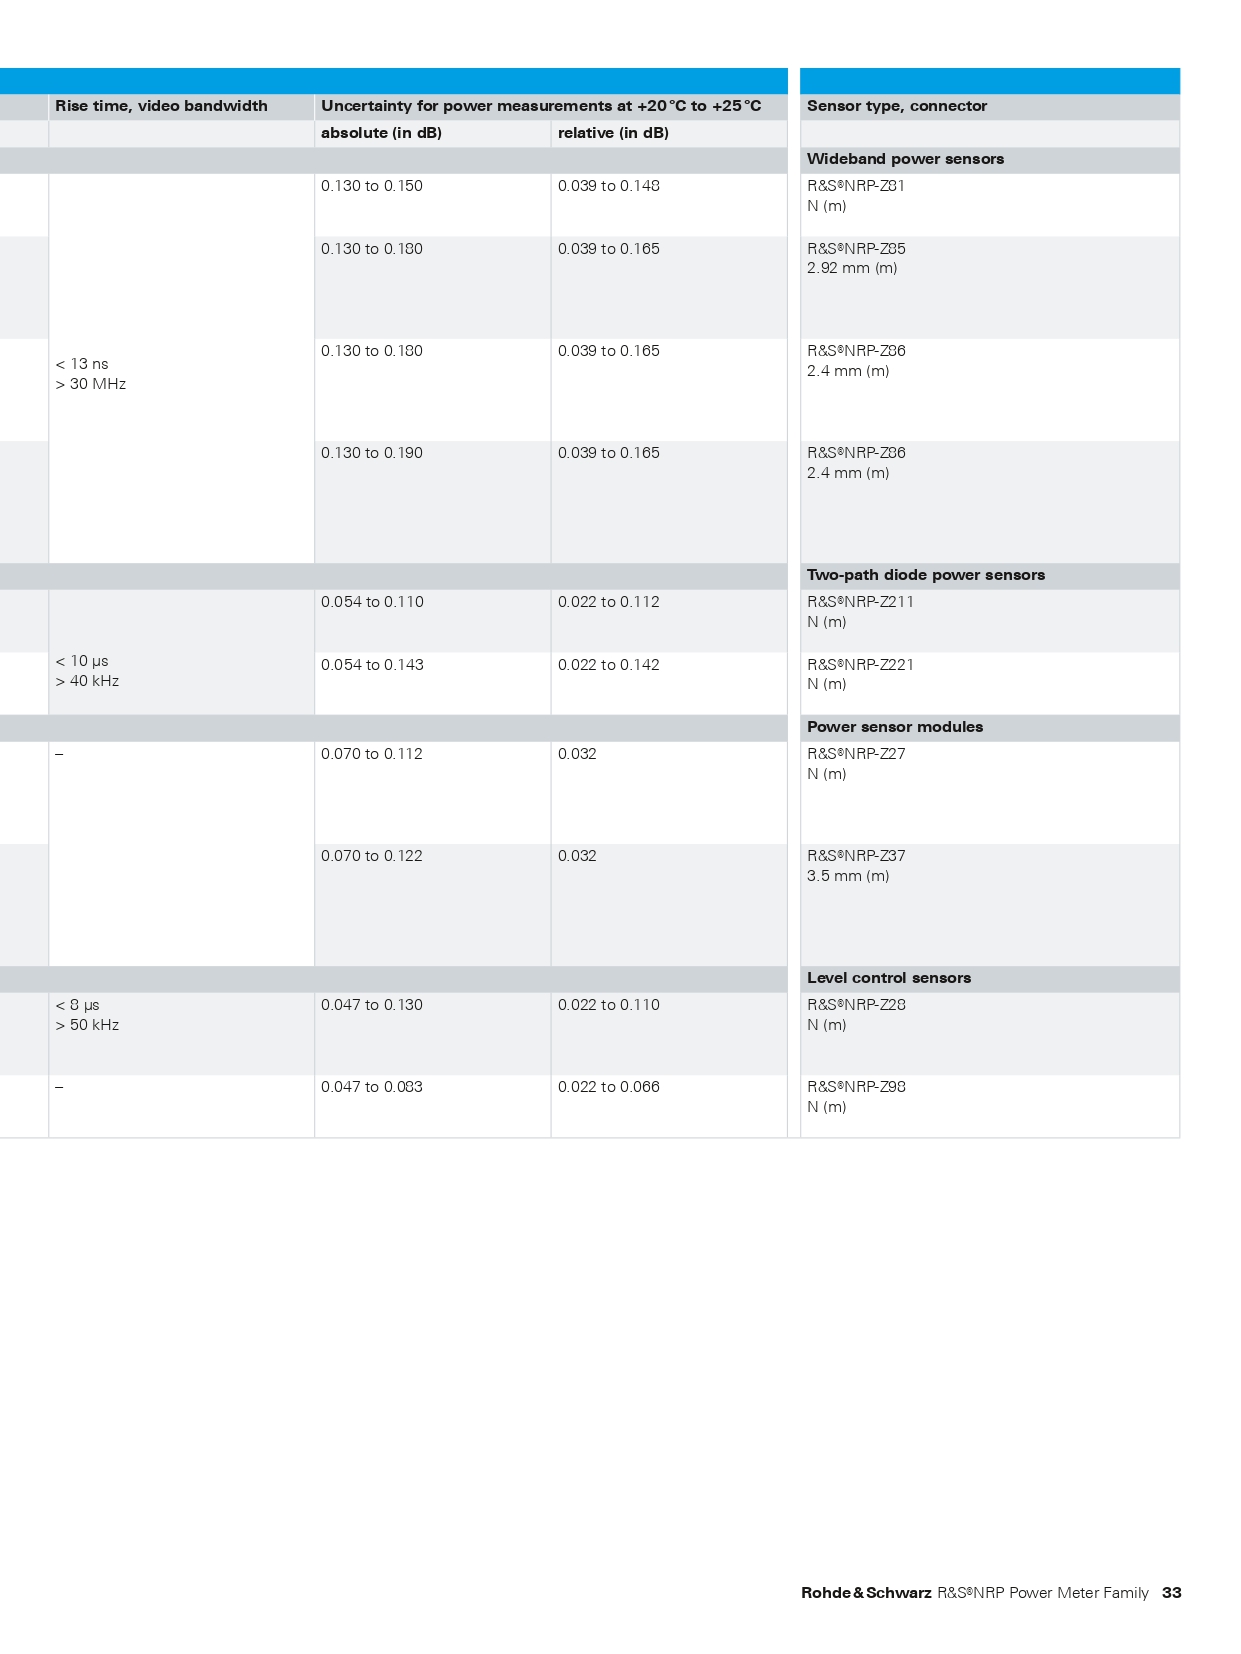 Rise time, video bandwidth Uncertainty for power measurements at +20 °C to +25 °C Sensor type, connector
absolute (in dB) relative (in dB)
Wideband power sensors
0.130 to 0.150 0.039 to 0.148 R&S®NRP-Z81
N (m)
0.130 to 0.180 0.039 to 0.165 R&S®NRP-Z85
2.92 mm (m)
0.130 to 0.180 0.039 to 0.165 R&S®NRP-Z86
< 13 ns 2.4 mm (m)
> 30 MHz
0.130 to 0.190 0.039 to 0.165 R&S®NRP-Z86
2.4 mm (m)
Two-path diode power sensors
0.054 to 0.110 0.022 to 0.112 R&S®NRP-Z211
N (m)
< 10 µs 0.054 to 0.143 0.022 to 0.142 R&S®NRP-Z221
> 40 kHz N (m)
Power sensor modules
– 0.070 to 0.112 0.032 R&S®NRP-Z27
N (m)
0.070 to 0.122 0.032 R&S®NRP-Z37
3.5 mm (m)
Level control sensors
< 8 µs 0.047 to 0.130 0.022 to 0.110 R&S®NRP-Z28
> 50 kHz N (m)
– 0.047 to 0.083 0.022 to 0.066 R&S®NRP-Z98
N (m)
Rohde & Schwarz R&S®NRP Power Meter Family 33